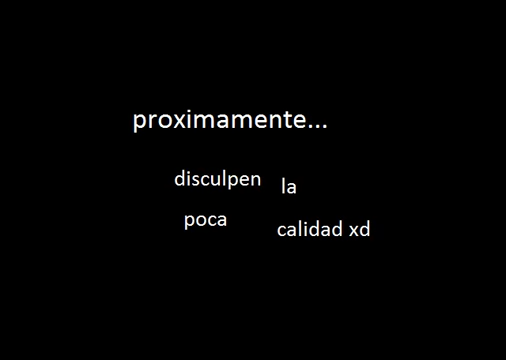 proximamente...
disculpen la
poca calidad xd